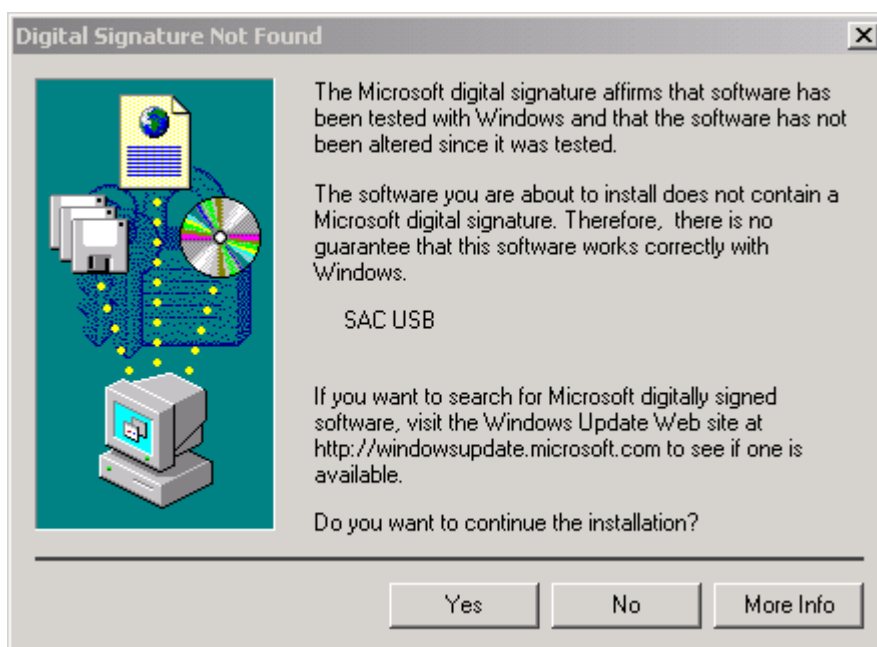 Digital Signature Not Found
The Microsoft digital signature affirms that software has
been tested with Windows and that the software has not
been altered since it was tested.
The software you are about to install does not contain a
Microsoft digital signature. Therefore, there is no
guarantee that this software works correctly with
Windows.
SAC USB
If you want to search for Microsoft digitally signed
software, visit the Windows Update Web site at
http://windowsupdate.microsoft.com to see if one is
available.
Do you want to continue the installation?
Yes No More Info